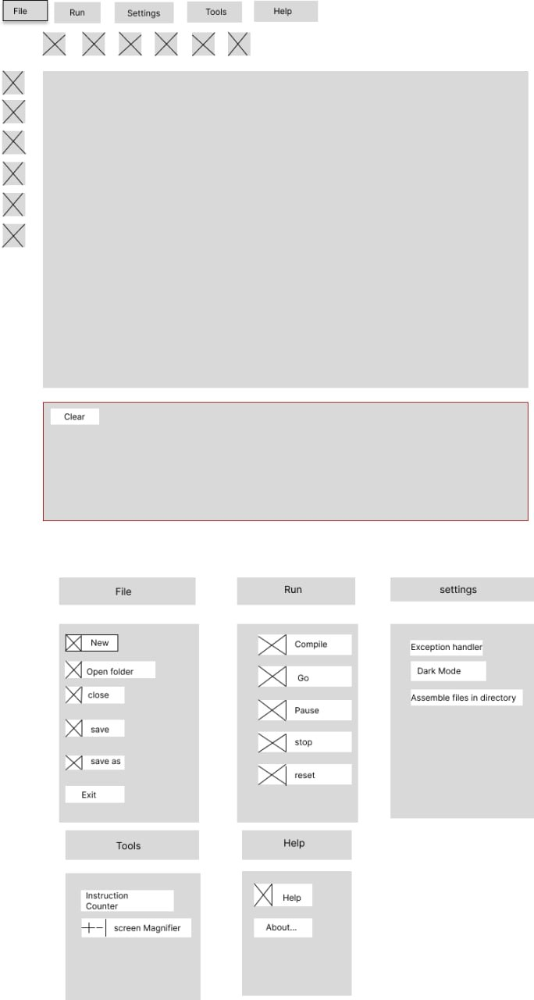 File
Run
Settings
Tools
Help
Clear
File
Run
settings
New
Open folder
close
save
save as
Exit
Compile
Go
Pause
stop
reset
Exception handler
Dark Mode
Assemble files in directory
Tools
Help
Instruction
Counter
screen Magnifier
Help
About...